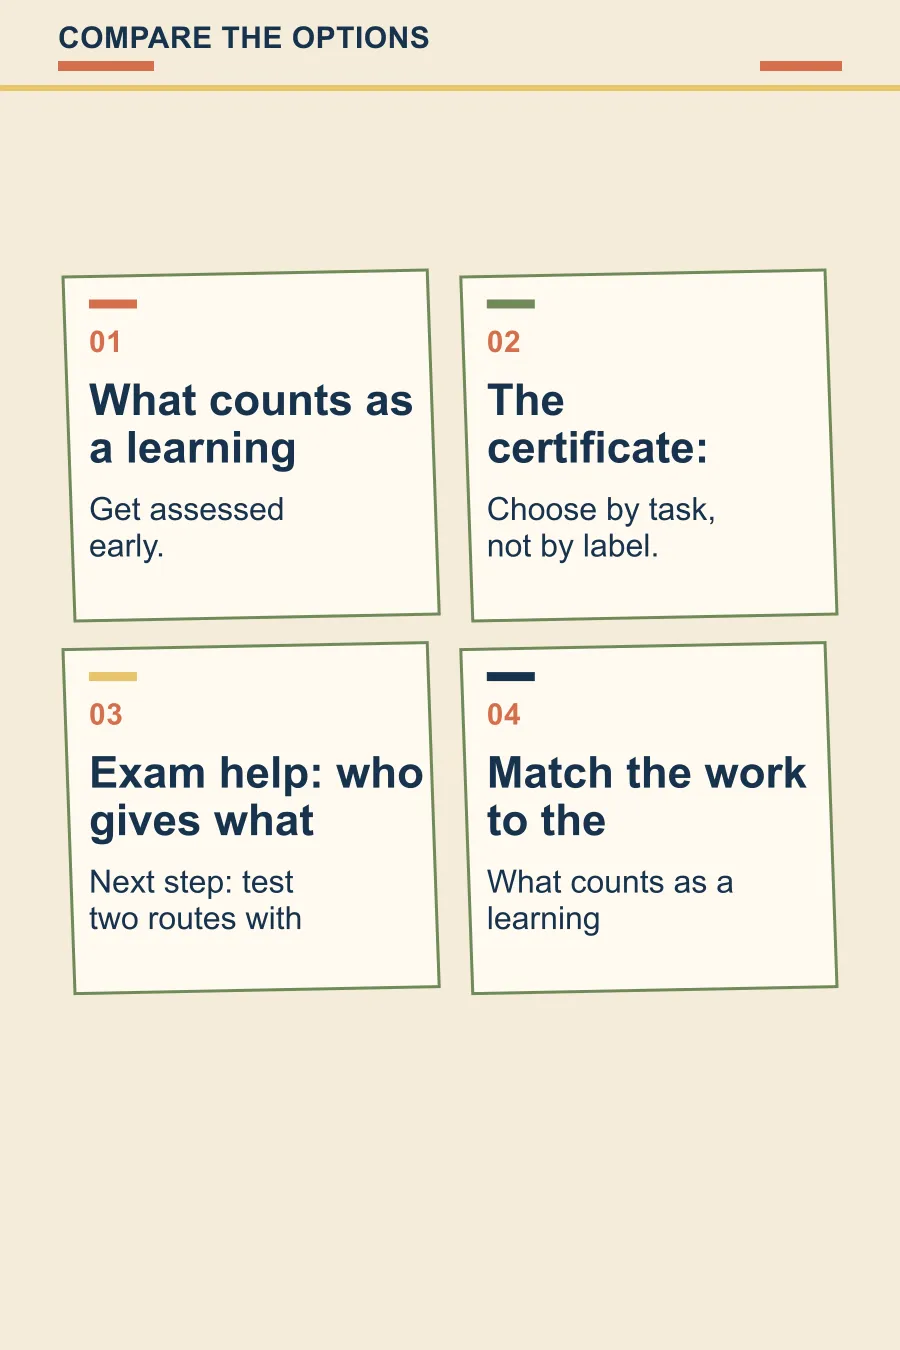 COMPARE THE OPTIONS
01
What counts as
a learning
Get assessed
early.
02
The
certificate:
Choose by task,
not by label.
03
Exam help: who
gives what
Next step: test
two routes with
04
Match the work
to the
What counts as a
learning